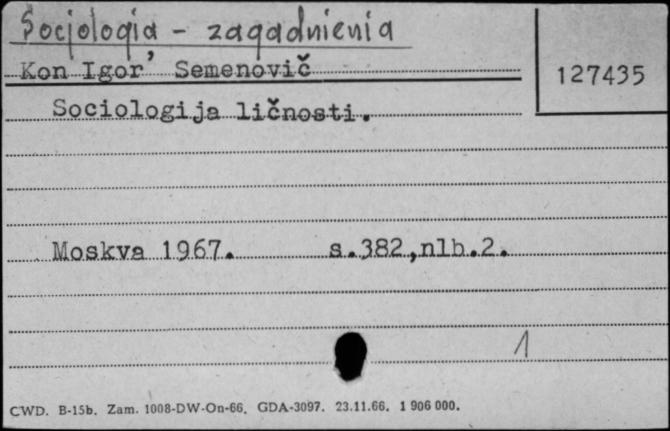 Socjologia - zagadnienia
Kon Igor' Semenovič
127435
Sociologija ličnosti.
Moskva 1967. s.382,nlb.2.
1
CWD. B-15b. Zam. 1008-DW-On-66. GDA-3097. 23.11.66. 1 906 000.